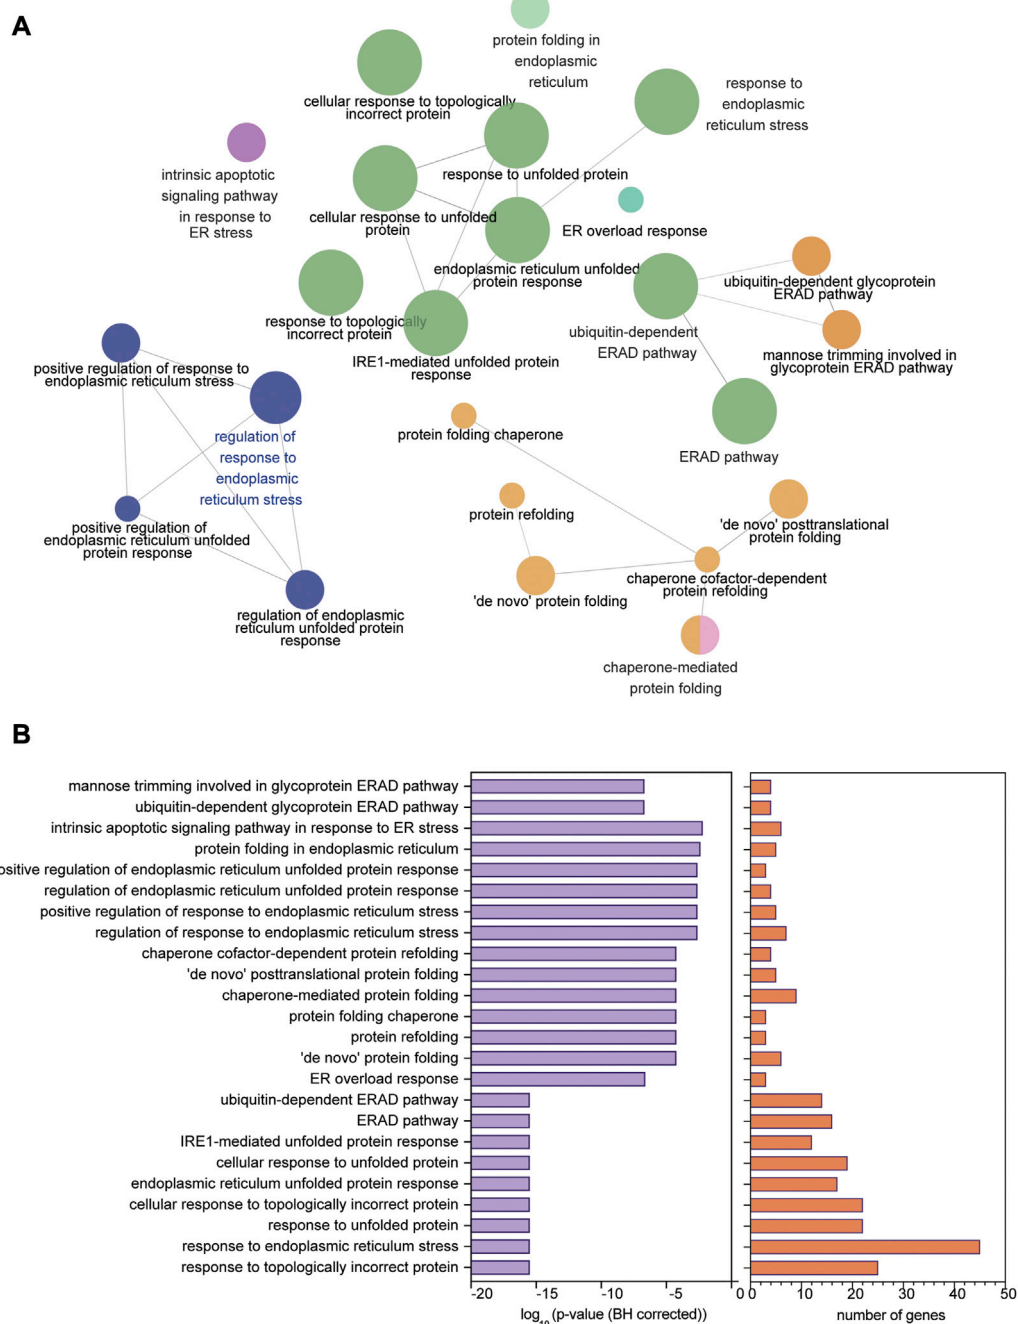 A
protein folding in
endoplasmic
reticulum
cellular response to topologically
incorrect protein
response to
endoplasmic
reticulum stress
intrinsic apoptotic
signaling pathway
in response to
ER stress
response to unfolded protein
cellular response to unfolded
protein
ER overload response
endoplasmic reticulum unfolded
protein response
ubiquitin-dependent glycoprotein
ERAD pathway
response to topologically
incorrect protein
ubiquitin-dependent
ERAD pathway
IRE1-mediated unfolded protein
response
mannose trimming involved in
glycoprotein ERAD pathway
positive regulation of response to
endoplasmic reticulum stress
regulation of
response to
endoplasmic
reticulum stress
protein folding chaperone
ERAD pathway
positive regulation of
endoplasmic reticulum unfolded
protein response
protein refolding
'de novo' posttranslational
protein folding
chaperone cofactor-dependent
protein refolding
'de novo' protein folding
regulation of endoplasmic
reticulum unfolded protein
response
chaperone-mediated
protein folding
B
mannose trimming involved in glycoprotein ERAD pathway
ubiquitin-dependent glycoprotein ERAD pathway
intrinsic apoptotic signaling pathway in response to ER stress
protein folding in endoplasmic reticulum
ositive regulation of endoplasmic reticulum unfolded protein response
regulation of endoplasmic reticulum unfolded protein response
positive regulation of response to endoplasmic reticulum stress
regulation of response to endoplasmic reticulum stress
chaperone cofactor-dependent protein refolding
'de novo' posttranslational protein folding
chaperone-mediated protein folding
protein folding chaperone
protein refolding
'de novo' protein folding
ER overload response
ubiquitin-dependent ERAD pathway
ERAD pathway
IRE1-mediated unfolded protein response
cellular response to unfolded protein
endoplasmic reticulum unfolded protein response
cellular response to topologically incorrect protein
response to unfolded protein
response to endoplasmic reticulum stress
response to topologically incorrect protein
-20 -15 -10 -5 0 0 10 20 30 40 50
log₁₀ (p-value (BH corrected)) number of genes